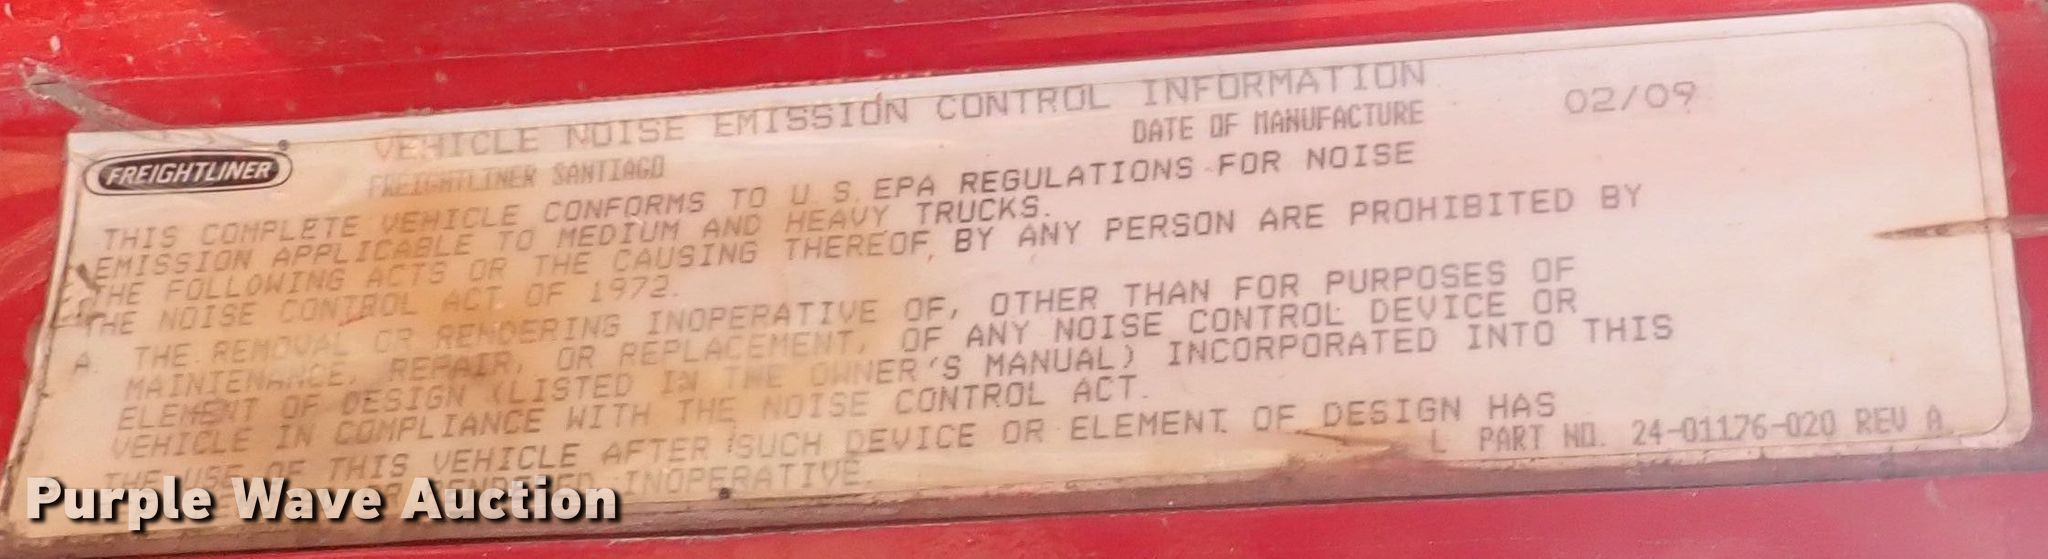 VEHICLE NOISE EMISSION CONTROL INFORMATION
FREIGHTLINER ®
FREIGHTLINER SANTIAGO DATE OF MANUFACTURE 02/09
THIS COMPLETE VEHICLE CONFORMS TO U.S. EPA REGULATIONS FOR NOISE
EMISSION APPLICABLE TO MEDIUM AND HEAVY TRUCKS.
THE FOLLOWING ACTS OR THE CAUSING THEREOF, BY ANY PERSON ARE PROHIBITED BY
THE NOISE CONTROL ACT OF 1972.
A. THE REMOVAL OR RENDERING INOPERATIVE OF, OTHER THAN FOR PURPOSES OF
MAINTENANCE, REPAIR, OR REPLACEMENT, OF ANY NOISE CONTROL DEVICE OR
ELEMENT OF DESIGN (LISTED IN THE OWNER'S MANUAL) INCORPORATED INTO THIS
VEHICLE IN COMPLIANCE WITH THE NOISE CONTROL ACT.
THE USE OF THIS VEHICLE AFTER SUCH DEVICE OR ELEMENT OF DESIGN HAS
OR RENDERED INOPERATIVE.
L PART NO. 24-01176-020 REV A
Purple Wave Auction